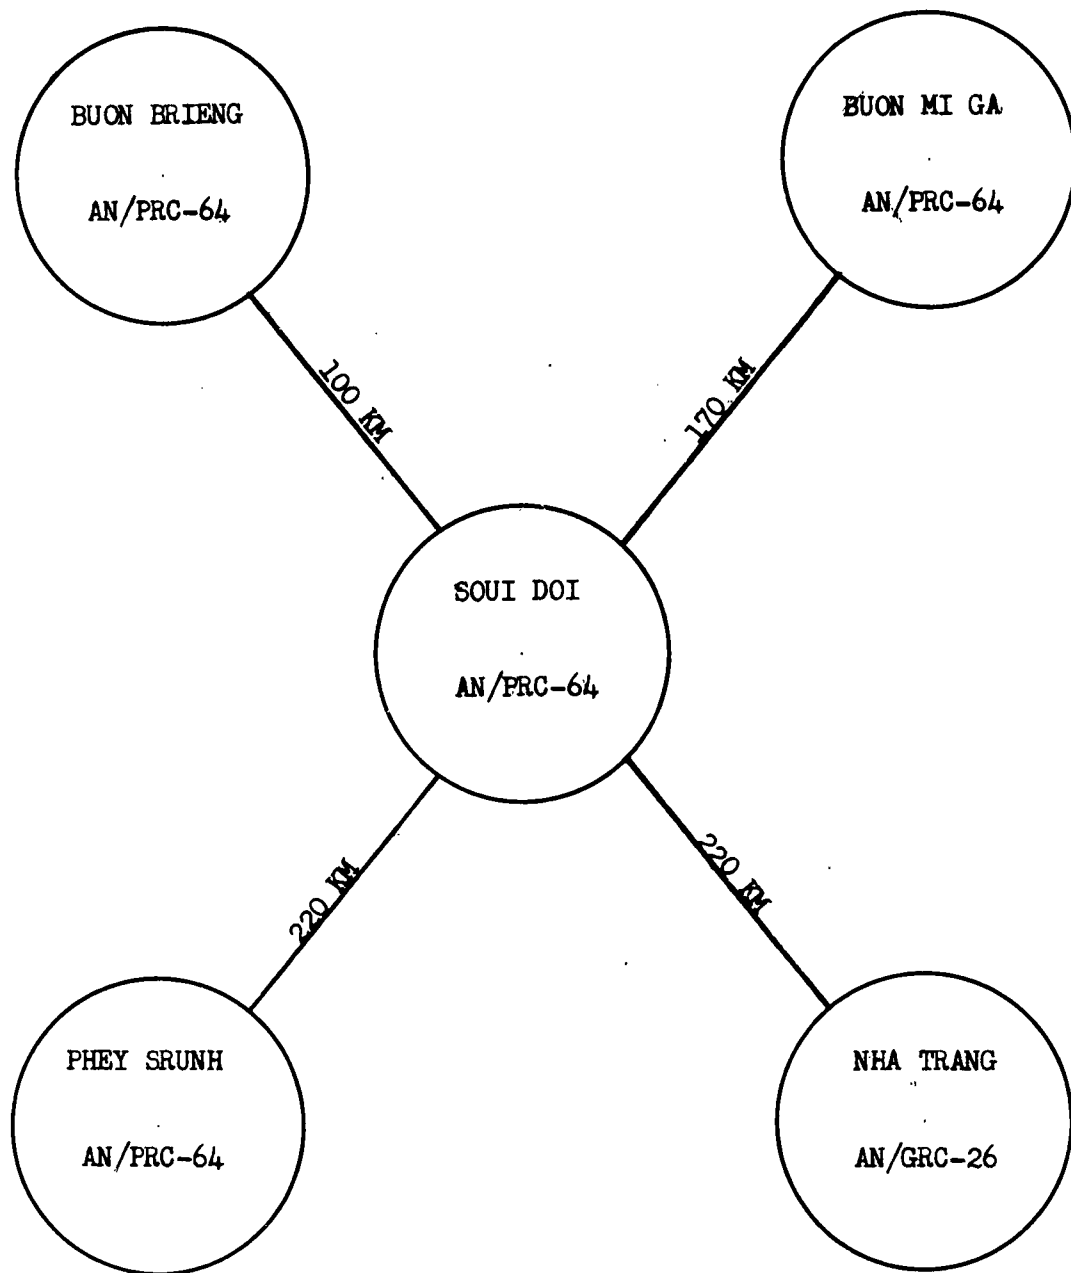 BUON BRIENG
AN/PRC-64
BUON MI GA
AN/PRC-64
100 KM
170 KM
SOUI DOI
AN/PRC-64
220 KM
220 KM
PHEY SRUNH
AN/PRC-64
NHA TRANG
AN/GRC-26